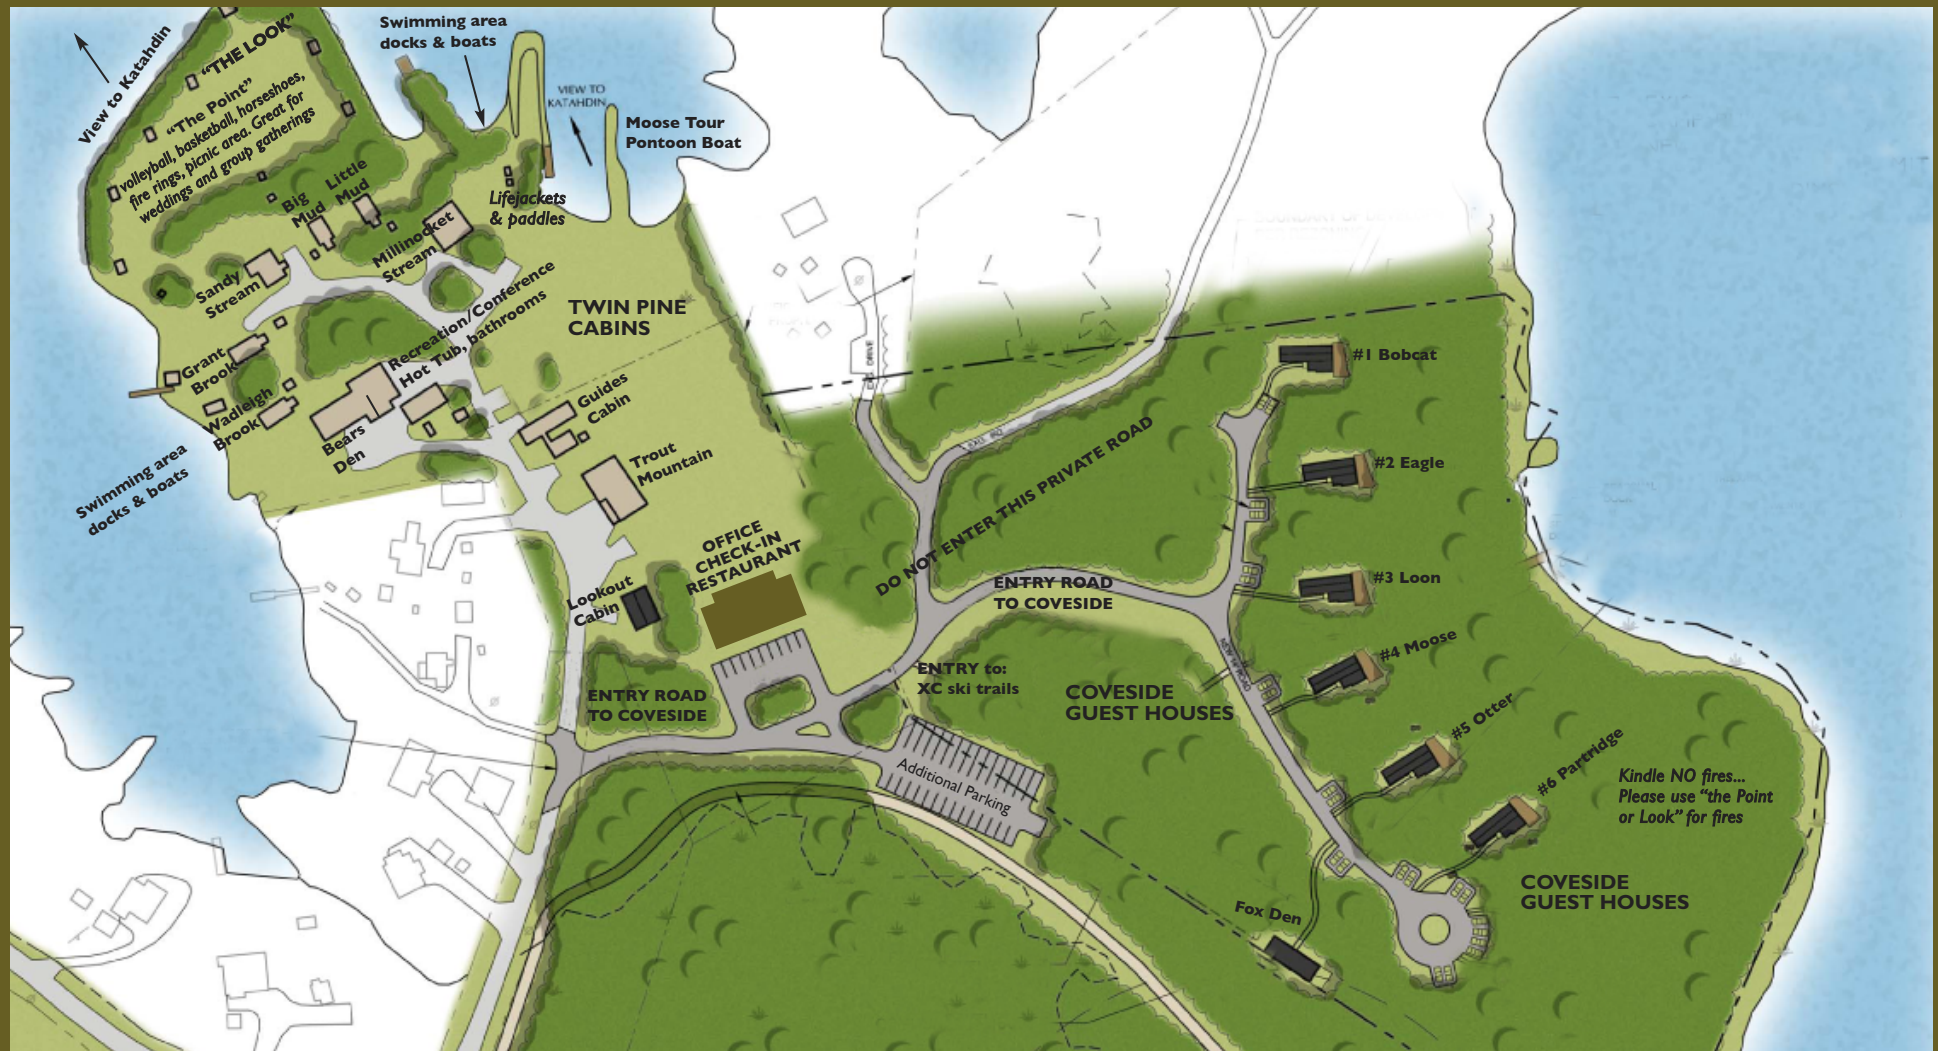 View to Katahdin
"THE LOOK"
"The Point"
volleyball, basketball, horseshoes,
fire rings, picnic area. Great for
weddings and group gatherings
Swimming area
docks & boats
VIEW TO
KATAHDIN
Moose Tour
Pontoon Boat
Lifejackets
& paddles
Big
Mud
Little
Mud
Millinocket
Stream
Sandy
Stream
Recreation/Conference
Hot Tub, bathrooms
TWIN PINE
CABINS
Grant
Brook
Wadleigh
Brook
Bears
Den
Guides
Cabin
Trout
Mountain
Swimming area
docks & boats
OFFICE
CHECK-IN
RESTAURANT
Lookout
Cabin
ENTRY ROAD
TO COVESIDE
DO NOT ENTER THIS PRIVATE ROAD
ENTRY ROAD
TO COVESIDE
ENTRY to:
XC ski trails
Additional Parking
COVESIDE
GUEST HOUSES
#1 Bobcat
#2 Eagle
#3 Loon
#4 Moose
#5 Otter
#6 Partridge
Kindle NO fires...
Please use "the Point
or Look" for fires
Fox Den
COVESIDE
GUEST HOUSES